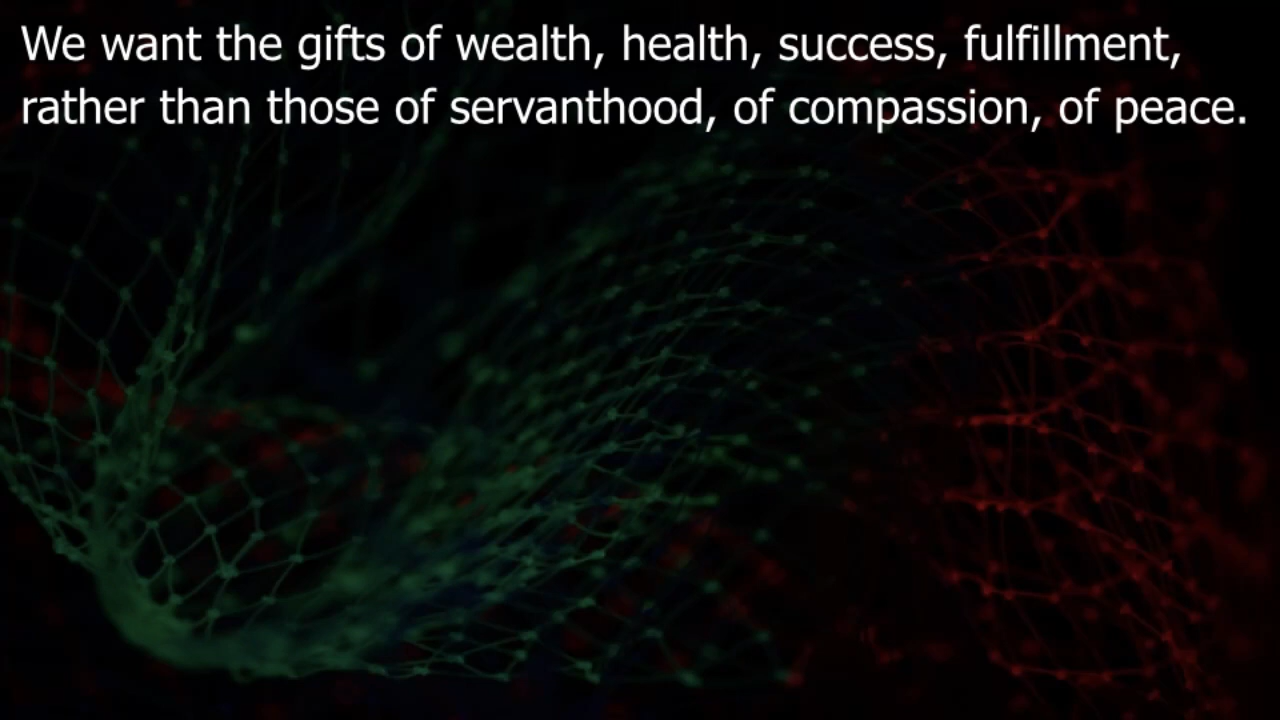 We want the gifts of wealth, health, success, fulfillment,
rather than those of servanthood, of compassion, of peace.